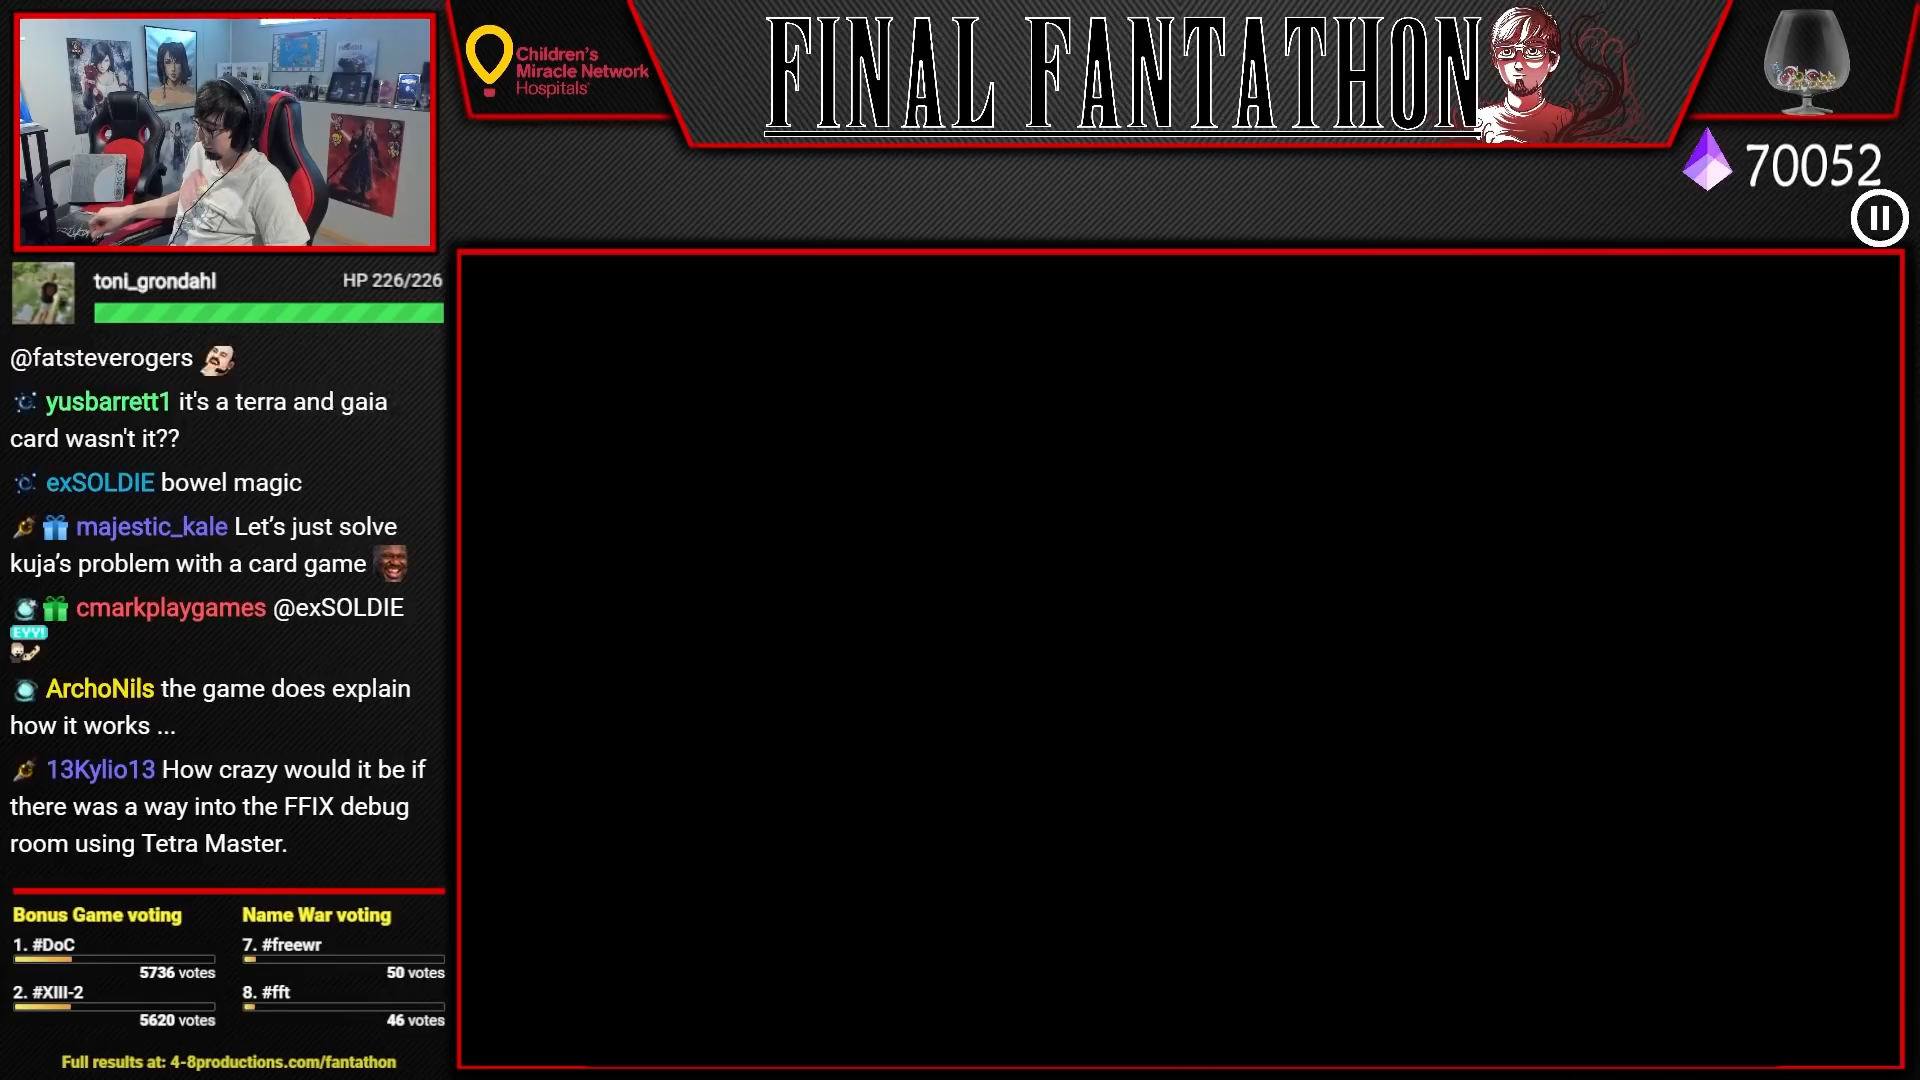 Children's
Miracle Network
Hospitals
FINAL FANTATHON
70052
toni_grondahl
HP 226/226
@fatsteverogers
yusbarrett1 it's a terra and gaia
card wasn't it??
exSOLDIE bowel magic
majestic_kale Let’s just solve
kuja’s problem with a card game
cmarkplaygames @exSOLDIE
EYY!
ArchoNils the game does explain
how it works ...
13Kylio13 How crazy would it be if
there was a way into the FFIX debug
room using Tetra Master.
Bonus Game voting
1. #DoC
5736 votes
2. #XIII-2
5620 votes
Name War voting
7. #freewr
50 votes
8. #fft
46 votes
Full results at: 4-8productions.com/fantathon